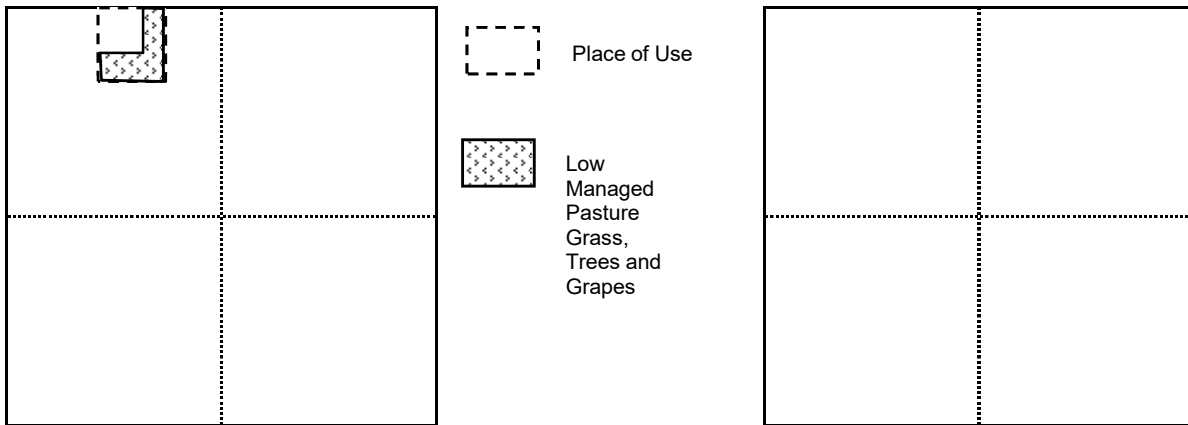 Place of Use
Low
Managed
Pasture
Grass,
Trees and
Grapes